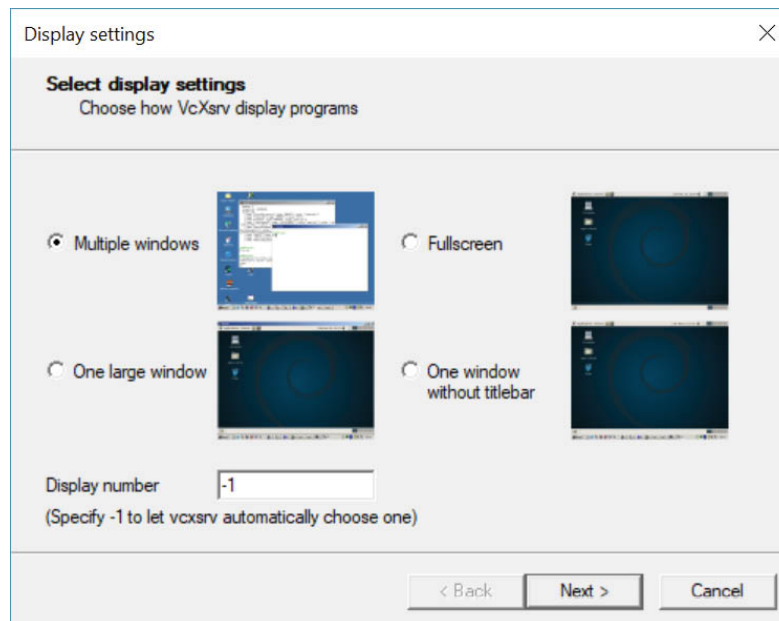 Display settings
Select display settings
Choose how VcXsrv display programs
Multiple windows
Fullscreen
One large window
One window
without titlebar
Display number
-1
(Specify -1 to let vcxsrv automatically choose one)
< Back
Next >
Cancel